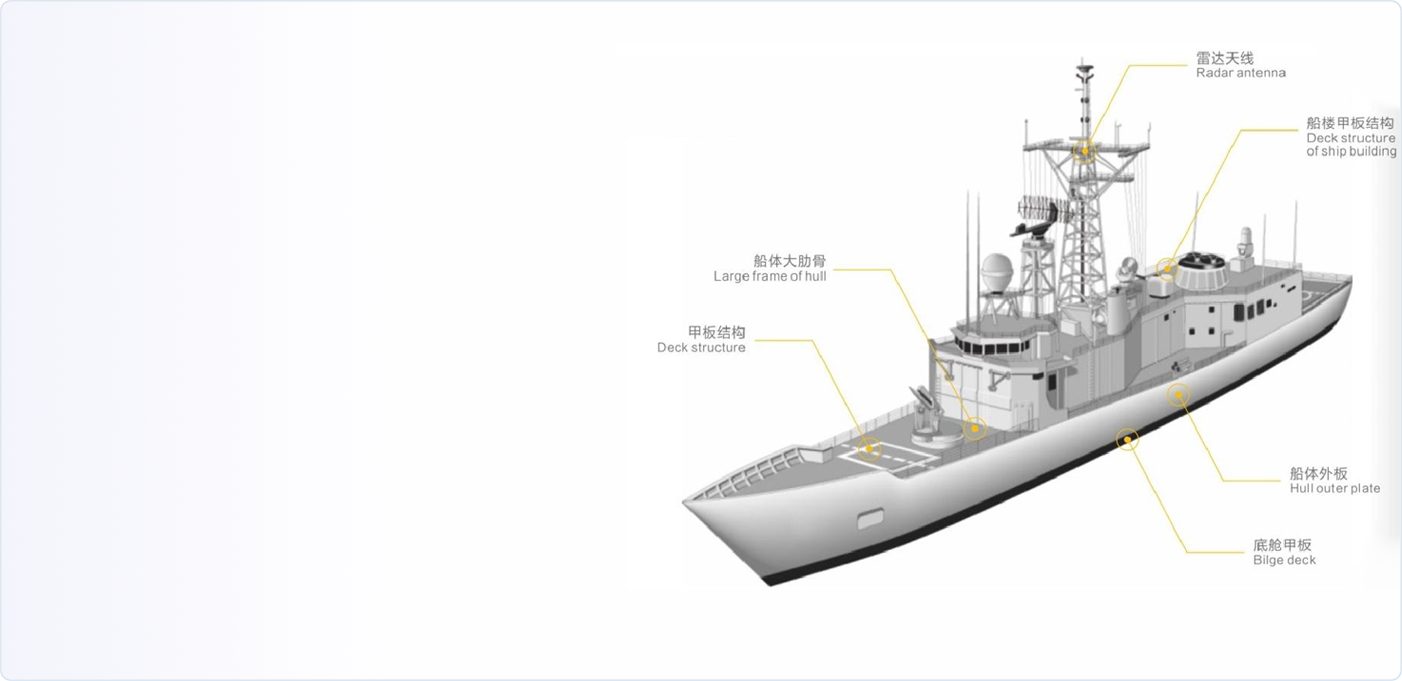 雷达天线
Radar antenna
船楼甲板结构
Deck structure
of ship building
船体大肋骨
Large frame of hull
甲板结构
Deck structure
船体外板
Hull outer plate
底舱甲板
Bilge deck